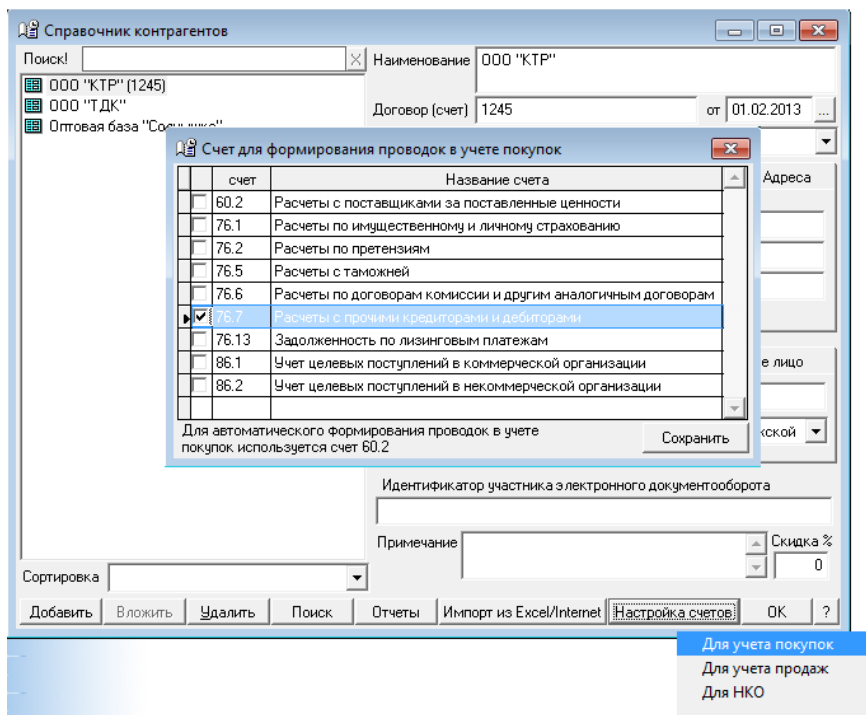 Справочник контрагентов
Поиск!
Наименование ООО "КТР"
ООО "КТР" (1245)
ООО "ТДК"
Договор (счет) 1245 от 01.02.2013 ...
Оптовая база "Солнышко"
Счет для формирования проводок в учете покупок
Адреса
счет Название счета
60.2 Расчеты с поставщиками за поставленные ценности
76.1 Расчеты по имущественному и личному страхованию
76.2 Расчеты по претензиям
76.5 Расчеты с таможней
76.6 Расчеты по договорам комиссии и другим аналогичным договорам
76.7 Расчеты с прочими кредиторами и дебиторами
76.13 Задолженность по лизинговым платежам
86.1 Учет целевых поступлений в коммерческой организации
е лицо
86.2 Учет целевых поступлений в некоммерческой организации
Для автоматического формирования проводок в учете
покупок используется счет 60.2
Сохранить
кской
Идентификатор участника электронного документооборота
Примечание
Скидка %
0
Сортировка
Добавить Вложить Удалить Поиск Отчеты Импорт из Excel/Internet Настройка счетов OK ?
Для учета покупок
Для учета продаж
Для НКО